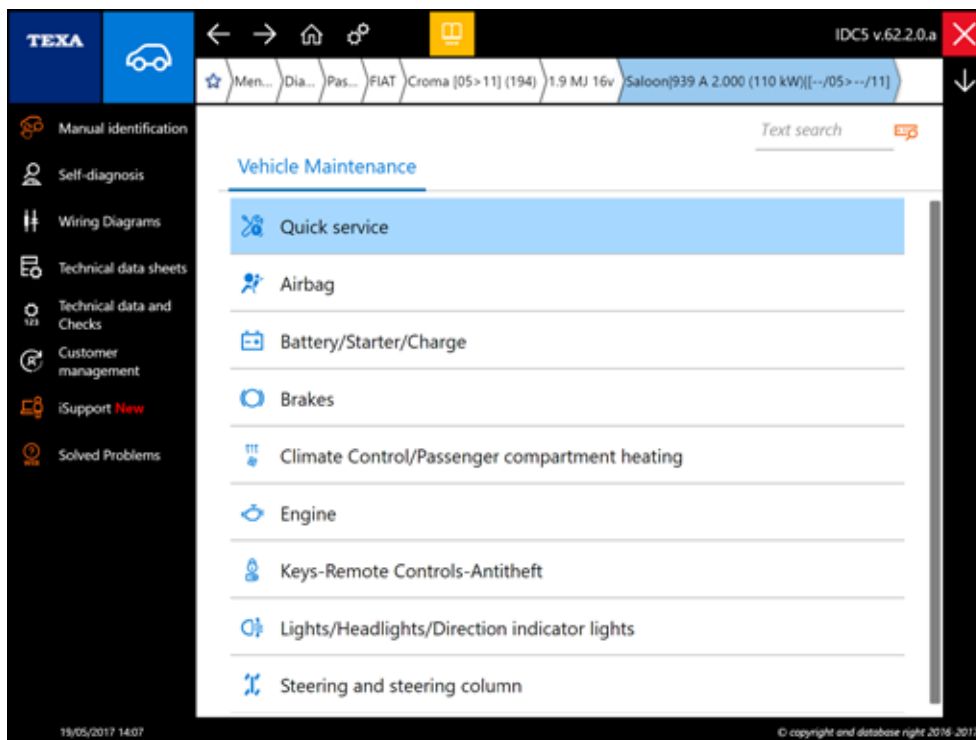 TEXA
IDC5 v.62.2.0.a
Men... Dia... Pas... FIAT Croma [05>11] (194) 1.9 MJ 16v Saloon|939 A 2.000 (110 kW)|[--/05>--/11]
Manual identification
Self-diagnosis
Wiring Diagrams
Technical data sheets
123
Technical data and
Checks
Customer
management
iSupport New
Solved Problems
Text search
Vehicle Maintenance
Quick service
Airbag
Battery/Starter/Charge
Brakes
Climate Control/Passenger compartment heating
Engine
Keys-Remote Controls-Antitheft
Lights/Headlights/Direction indicator lights
Steering and steering column
19/05/2017 14:07
© copyright and database right 2016-2017